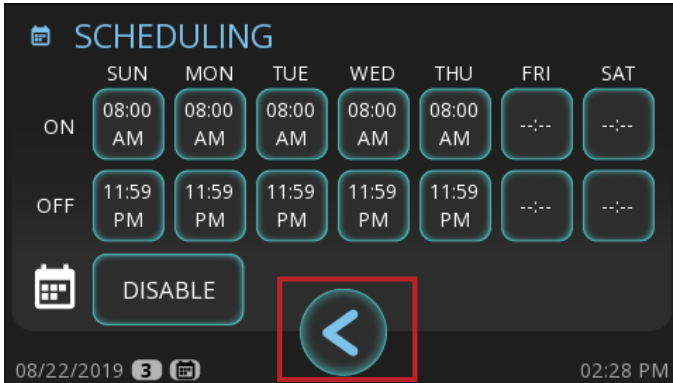 SCHEDULING
SUN MON TUE WED THU FRI SAT
ON 08:00 AM 08:00 AM 08:00 AM 08:00 AM 08:00 AM --:-- --:--
OFF 11:59 PM 11:59 PM 11:59 PM 11:59 PM 11:59 PM --:-- --:--
DISABLE
<
08/22/2019 3 02:28 PM